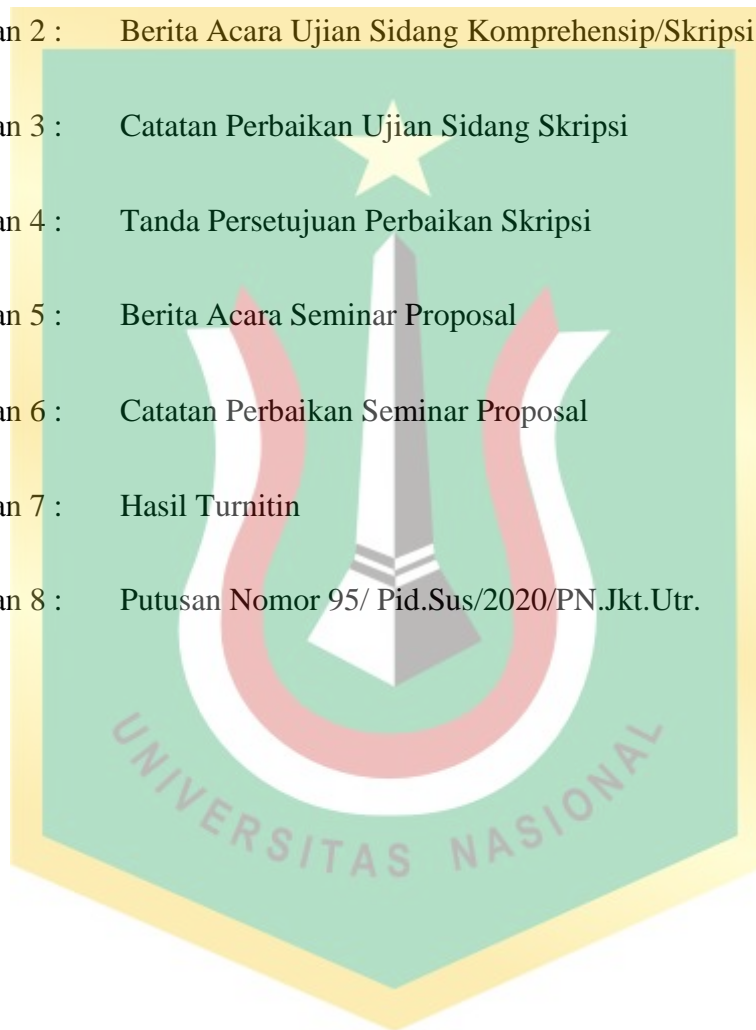 an 2 : Berita Acara Ujian Sidang Komprehensip/Skripsi
an 3 : Catatan Perbaikan Ujian Sidang Skripsi
an 4 : Tanda Persetujuan Perbaikan Skripsi
an 5 : Berita Acara Seminar Proposal
an 6 : Catatan Perbaikan Seminar Proposal
an 7 : Hasil Turnitin
an 8 : Putusan Nomor 95/ Pid.Sus/2020/PN.Jkt.Utr.
UNIVERSITAS NASIONAL